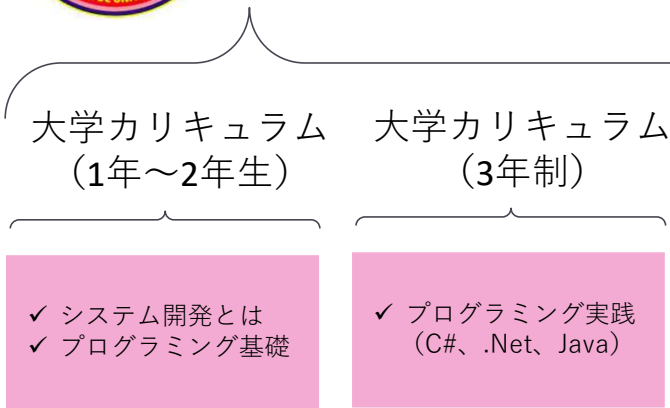 大学カリキュラム
（1年～2年生）
大学カリキュラム
（3年制）
✓ システム開発とは
✓ プログラミング基礎
✓ プログラミング実践
（C#、.Net、Java）